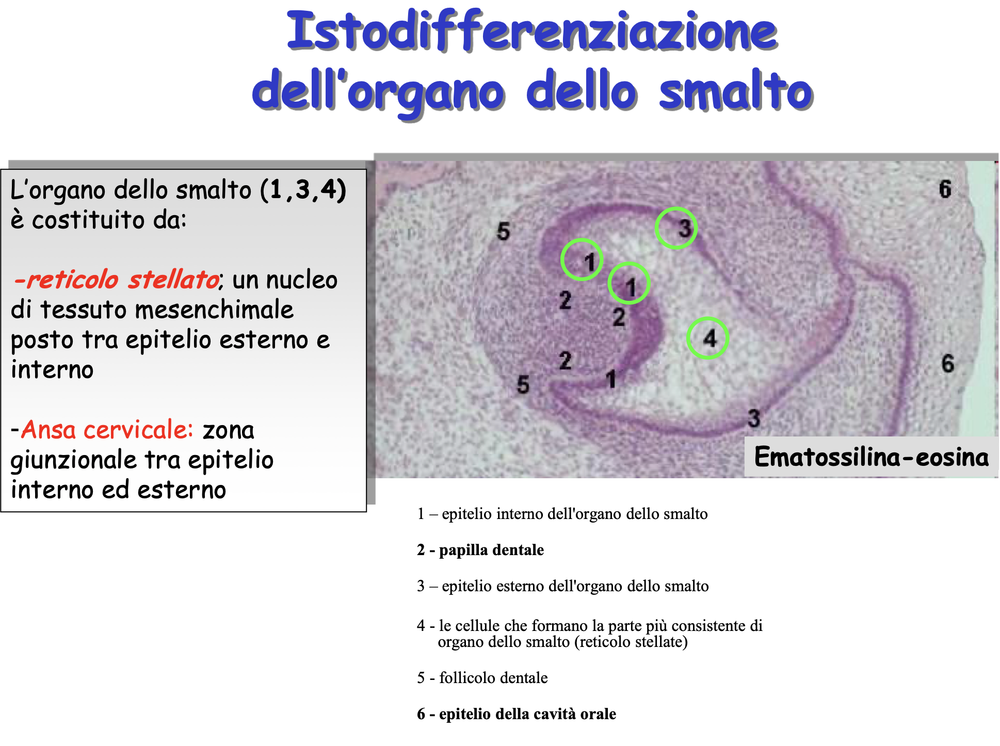 Istodifferenziazione
dell'organo dello smalto
L'organo dello smalto (1,3,4)
è costituito da:
-reticolo stellato; un nucleo
di tessuto mesenchimale
posto tra epitelio esterno e
interno
-Ansa cervicale: zona
giunzionale tra epitelio
interno ed esterno
6
5
3
1
1
2
2
4
2
6
1
5
3
Ematossilina-eosina
1 – epitelio interno dell'organo dello smalto
2 - papilla dentale
3 – epitelio esterno dell'organo dello smalto
4 - le cellule che formano la parte più consistente di
organo dello smalto (reticolo stellate)
5 - follicolo dentale
6 - epitelio della cavità orale